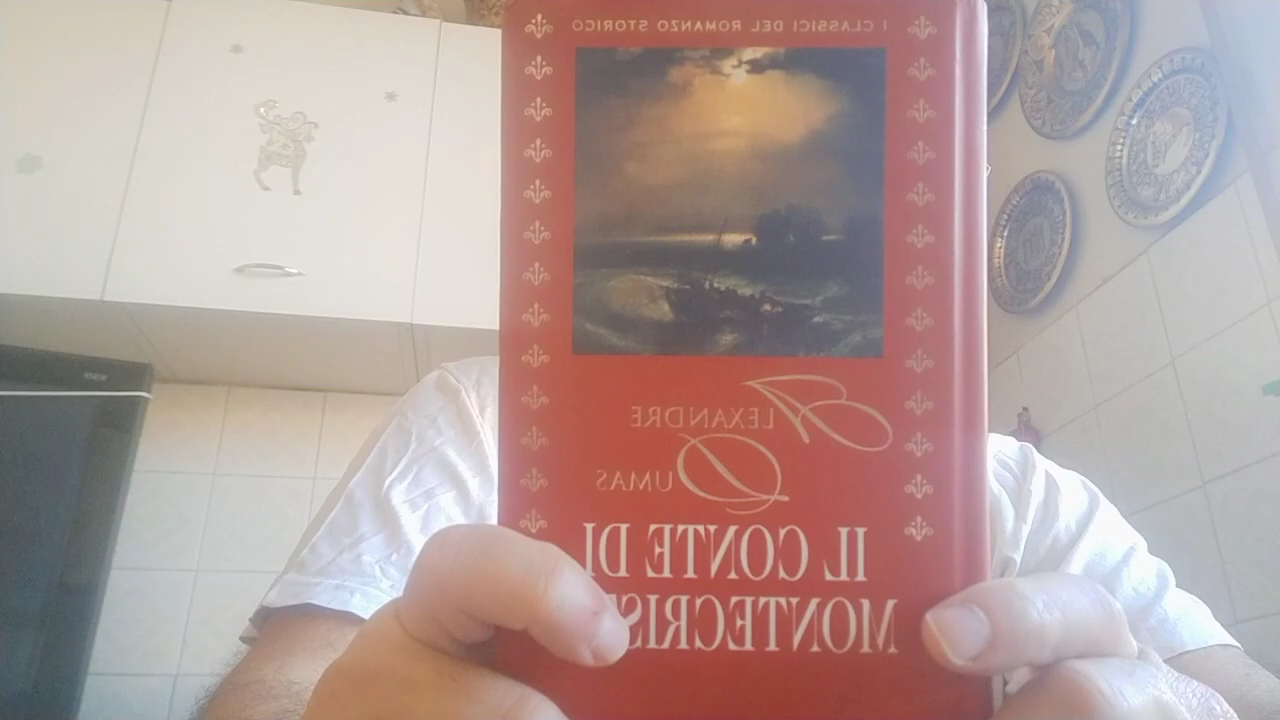 I CLASSICI DEL ROMANZO STORICO
ALEXANDRE
DUMAS
IL CONTE DI
MONTECRIS